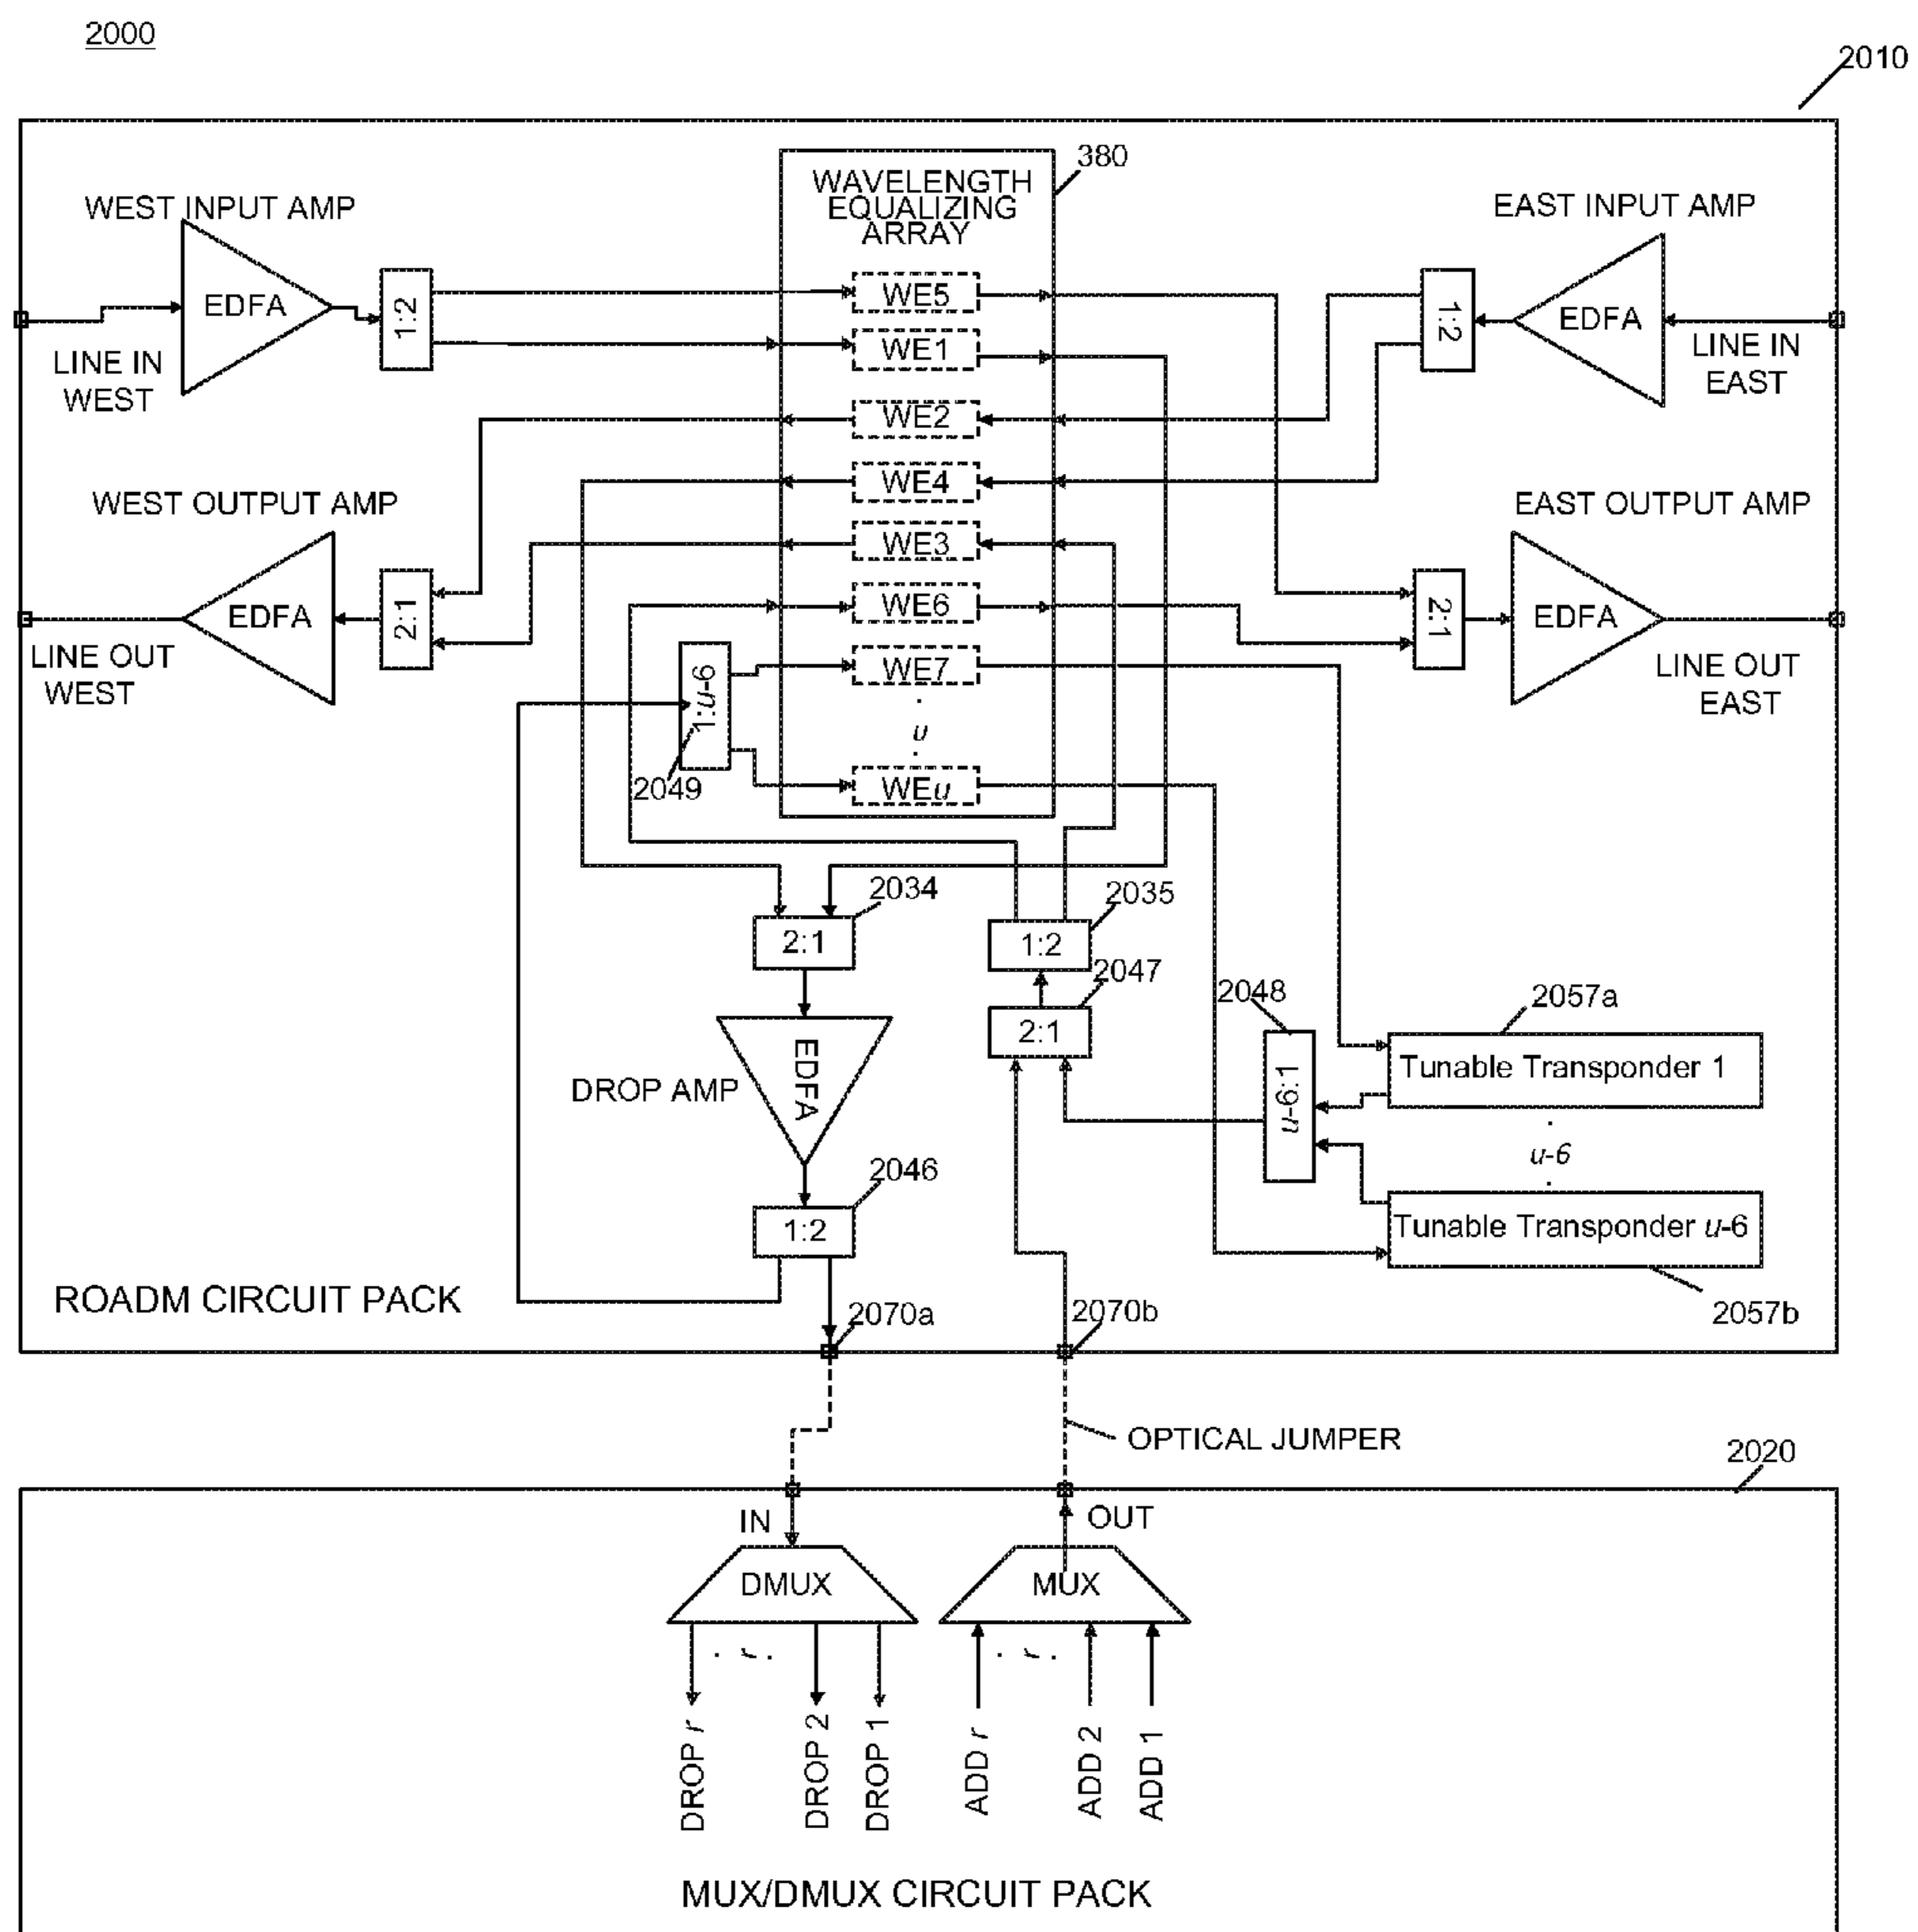 2000
2010
380
WAVELENGTH
EQUALIZING
ARRAY
WEST INPUT AMP
EAST INPUT AMP
EDFA
1:2
WE5
1:2
EDFA
WE1
LINE IN
WEST
LINE IN
EAST
WE2
WE4
WEST OUTPUT AMP
EAST OUTPUT AMP
WE3
EDFA
2:1
WE6
2:1
EDFA
LINE OUT
WEST
1:u-6
WE7
LINE OUT
EAST
u
2049
WEu
2034
2035
2:1
1:2
2047
2048
2057a
2:1
DROP AMP
EDFA
1:9-n
Tunable Transponder 1
u-6
2046
1:2
Tunable Transponder u-6
ROADM CIRCUIT PACK
2070a
2070b
2057b
OPTICAL JUMPER
2020
IN
OUT
DMUX
MUX
r
r
DROP r
DROP 2
DROP 1
ADD r
ADD 2
ADD 1
MUX/DMUX CIRCUIT PACK